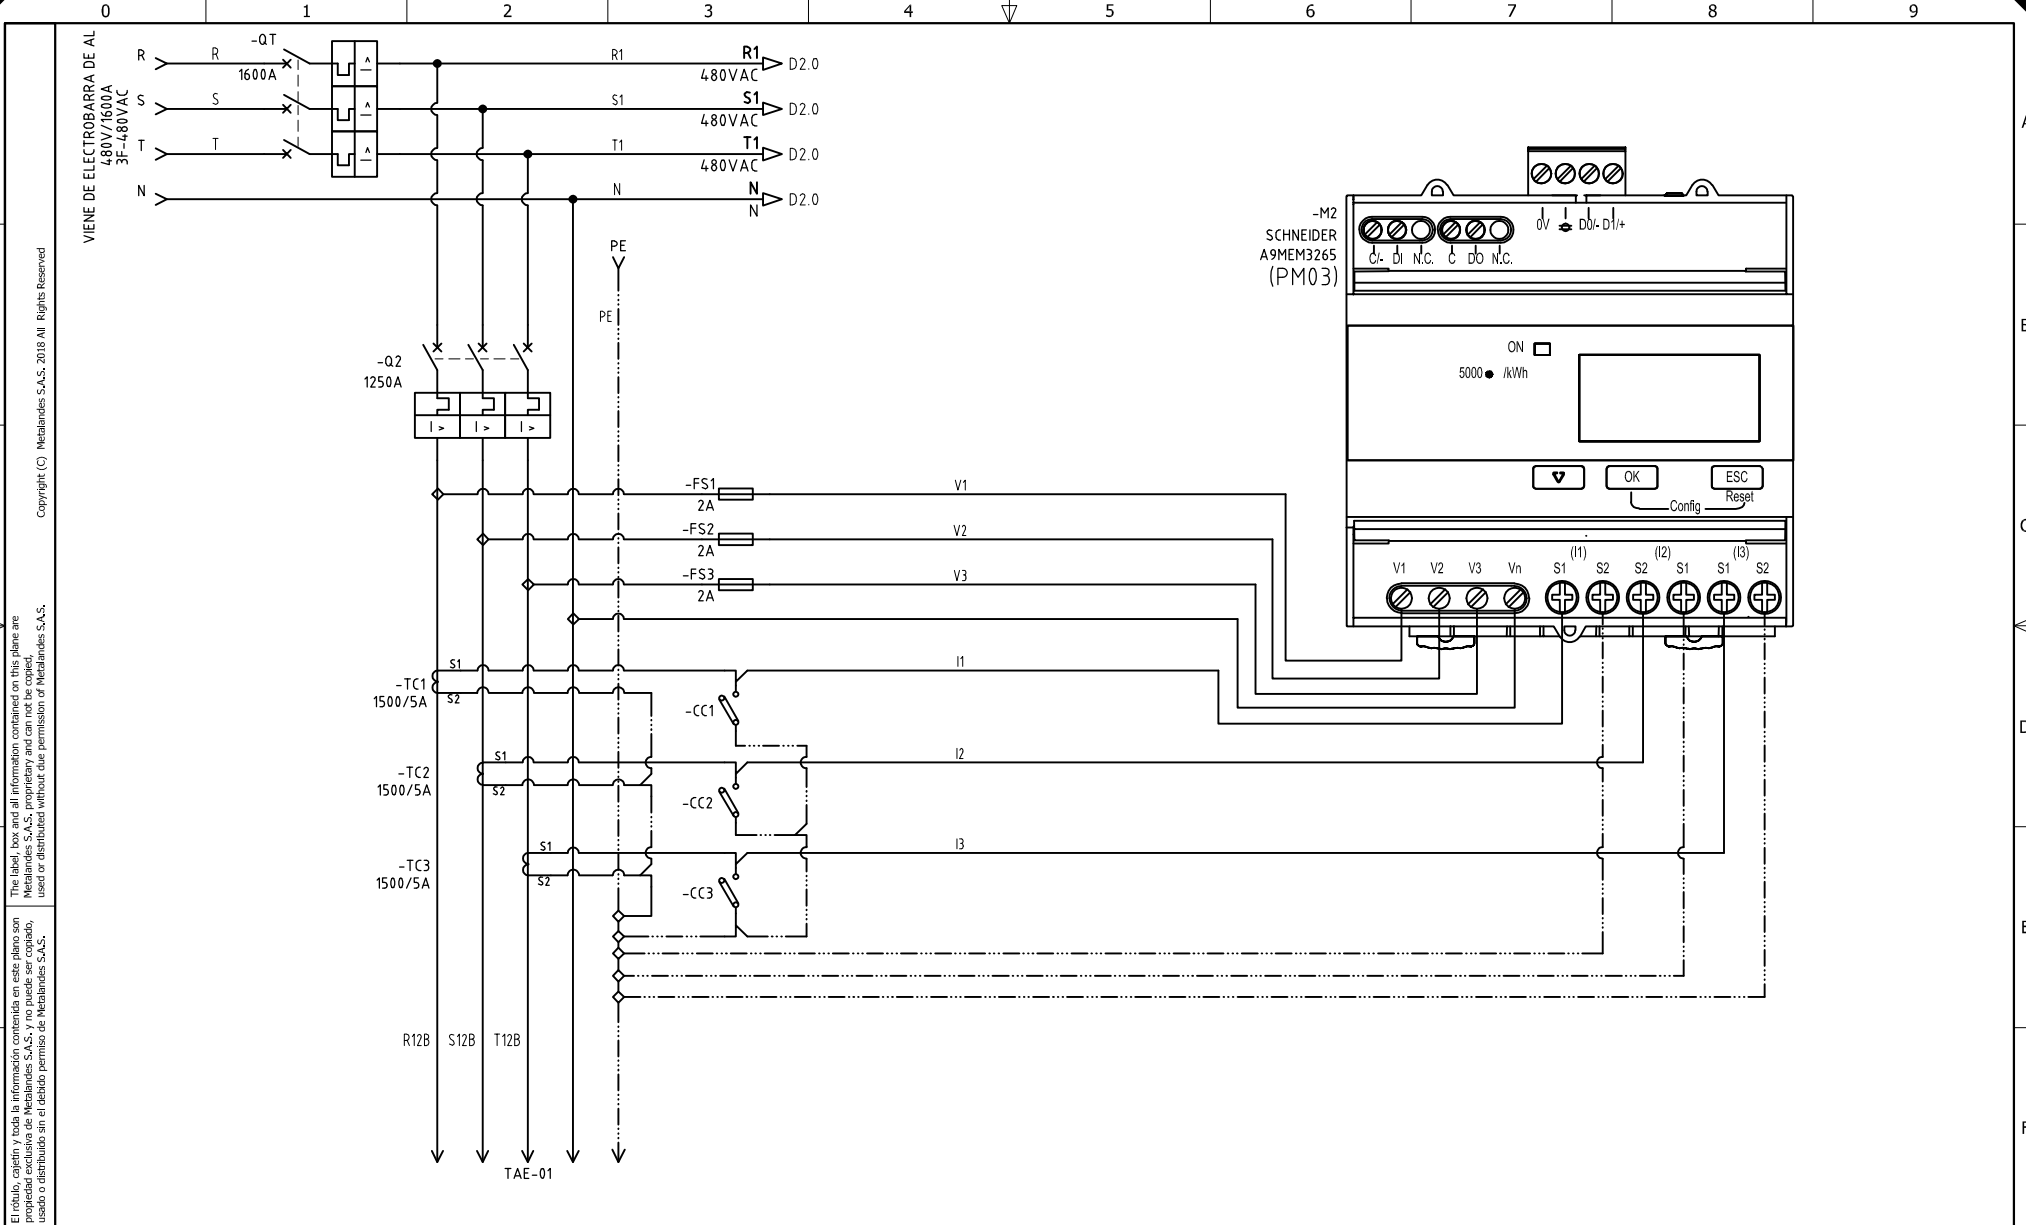 0 1 2 3 4 5 6 7 8 9
VIENE DE ELECTROBARRA DE AL
480V/1600A
3F-480VAC
R R -QT
1600A
R1 R1 D2.0
480VAC
S S
S1 S1 D2.0
480VAC
T T
T1 T1 D2.0
480VAC
N
N N D2.0
N
PE
PE
-Q2
1250A
I > I > I >
-M2
SCHNEIDER
A9MEM3265
(PM03)
0V D0/- D1/+
C/- DI N.C. C DO N.C.
ON
5000 /kWh
OK ESC
Reset
Config
(I1) (I2) (I3)
V1 V2 V3 Vn S1 S2 S2 S1 S1 S2
-FS1 V1
2A
-FS2 V2
2A
-FS3 V3
2A
S1 I1
-TC1
1500/5A S2
-CC1
S1 I2
-TC2
1500/5A S2
-CC2
S1 I3
-TC3
1500/5A S2
-CC3
R12B S12B T12B
TAE-01
Copyright (C) Metalandes S.A.S. 2018 All Rights Reserved
The label, box and all information contained on this plane are
Metalandes S.A.S. proprietary and can not be copied,
used or distributed without due permission of Metalandes S.A.S.
El rótulo, cajetín y toda la información contenida en este plano son
propiedad exclusiva de Metalandes S.A.S. y no puede ser copiado,
usado o distribuido sin el debido permiso de Metalandes S.A.S.